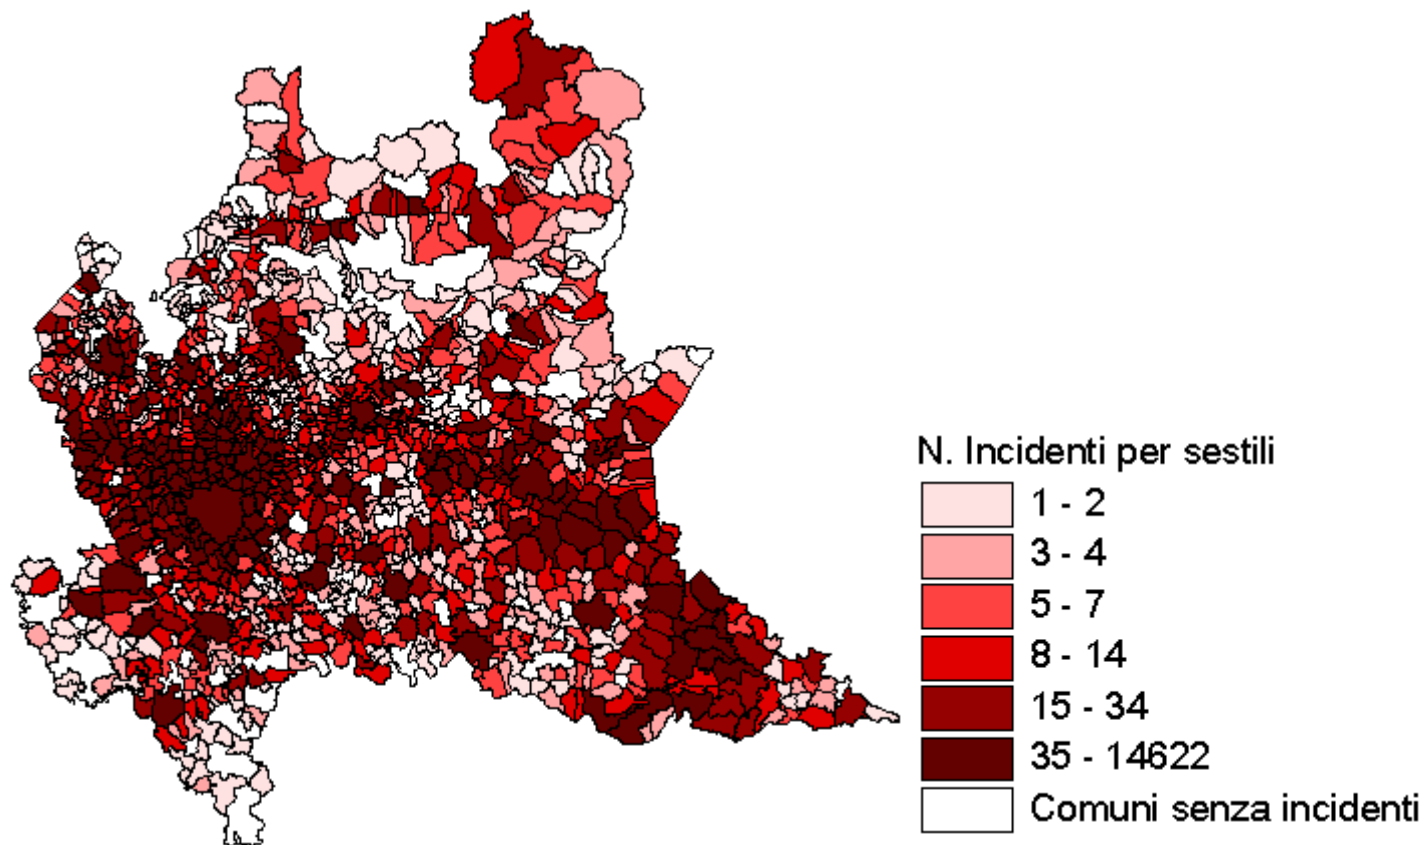 N. Incidenti per sestili
1 - 2
3 - 4
5 - 7
8 - 14
15 - 34
35 - 14622
Comuni senza incidenti